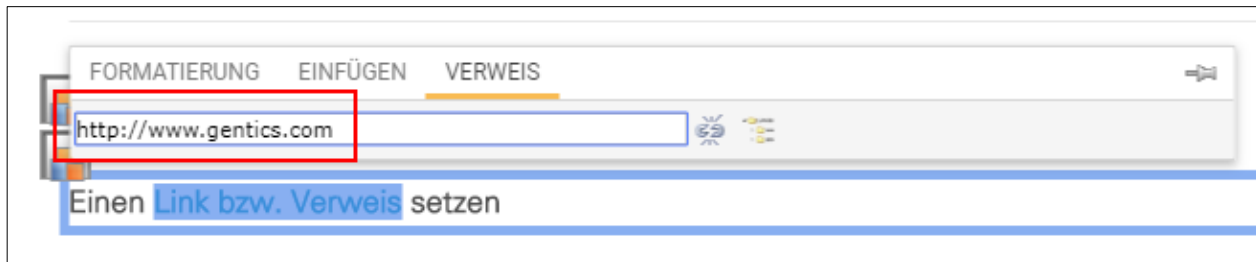 FORMATIERUNG EINFÜGEN VERWEIS
http://www.gentics.com
Einen Link bzw. Verweis setzen